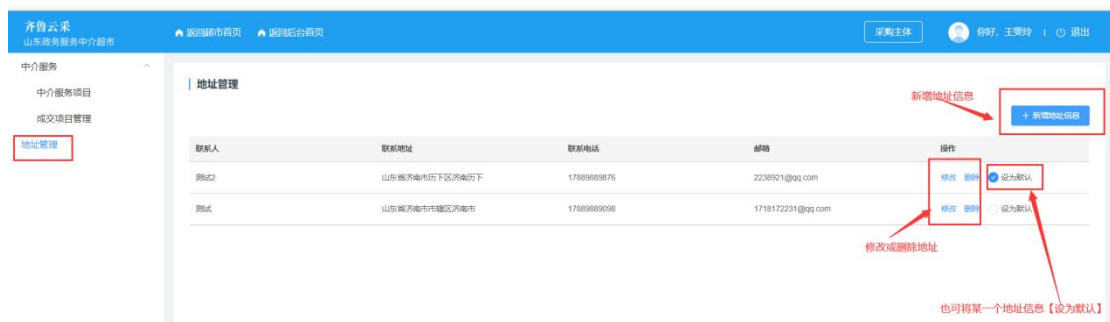 齐鲁云采
山东政务服务中介超市
返回超市首页 返回后台首页
采购主体
你好, 王雯玲 | 退出
中介服务
中介服务项目
成交项目管理
地址管理
地址管理
新增地址信息
+ 新增地址信息
联系人 联系地址 联系电话 邮箱 操作
测试2 山东省济南市历下区济南历下 17889889876 2238921@qq.com 修改 删除 设为默认
测试 山东省济南市市辖区济南市 17889889098 1718172231@qq.com 修改 删除 设为默认
修改或删除地址
也可将某一个地址信息【设为默认】